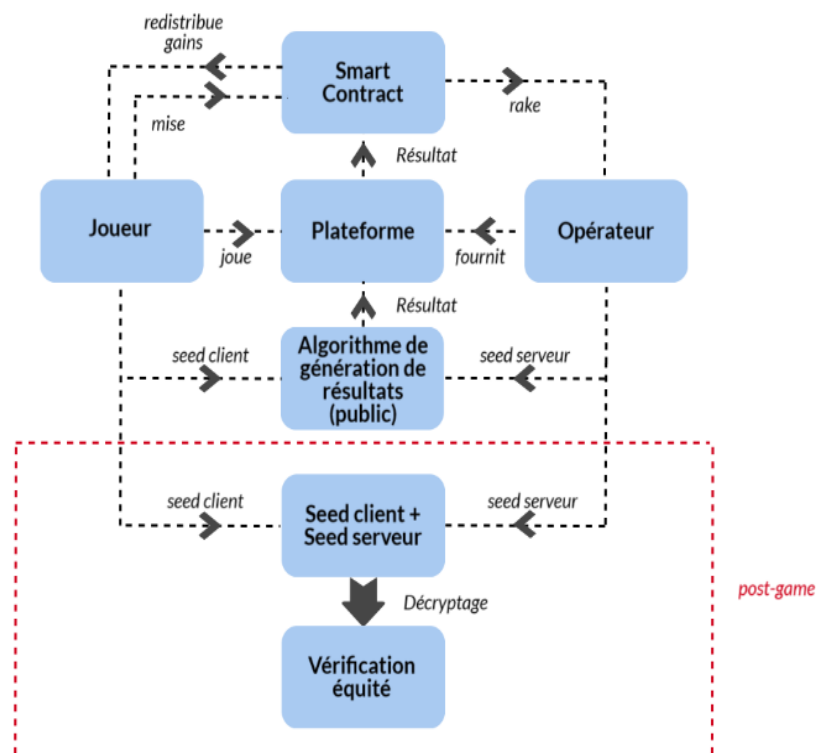 redistribue
gains
Smart
Contract
rake
mise
Résultat
Joueur
Plateforme
Opérateur
joue
fournit
Résultat
seed client
Algorithme de
génération de
résultats
(public)
seed serveur
seed client
Seed client +
Seed serveur
seed serveur
post-game
Décryptage
Vérification
équité